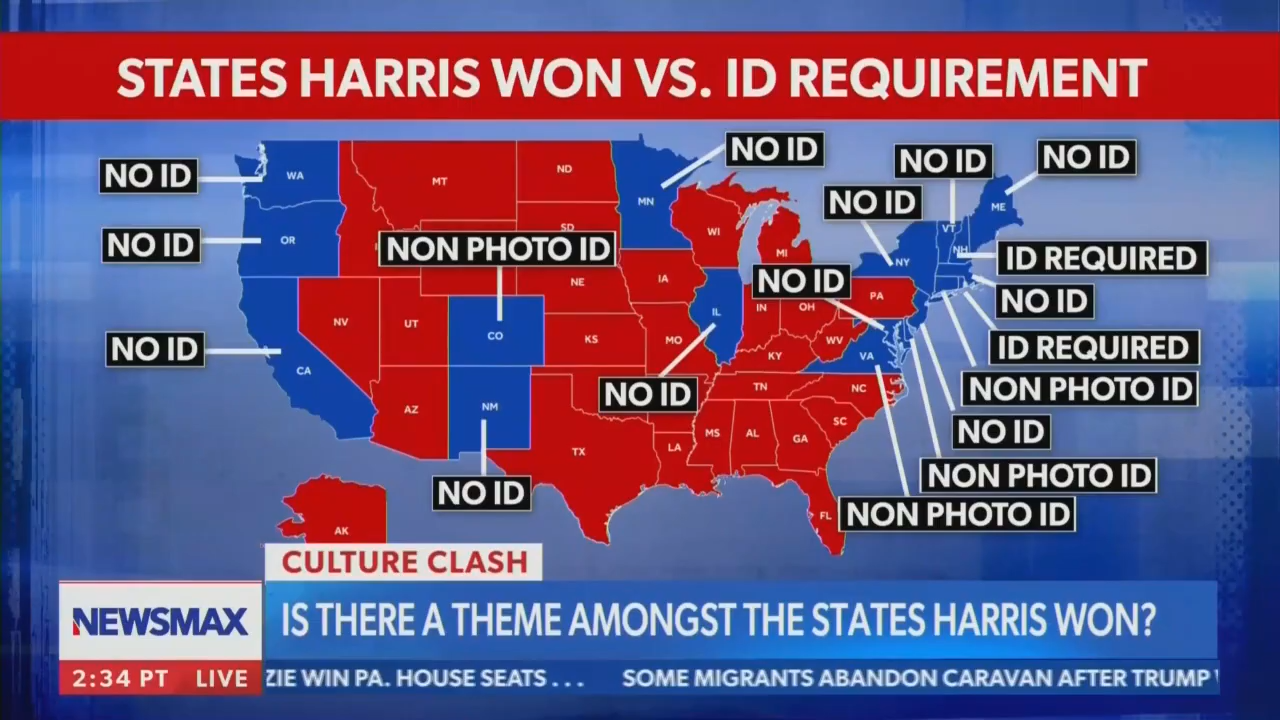 STATES HARRIS WON VS. ID REQUIREMENT
NO ID
NO ID
NO ID
NON PHOTO ID
NO ID
NO ID
NO ID
NO ID
NO ID
NO ID
NO ID
ID REQUIRED
NO ID
ID REQUIRED
NON PHOTO ID
NO ID
NON PHOTO ID
NON PHOTO ID
WA
OR
CA
MT
ND
SD
NE
KS
NV
UT
CO
AZ
NM
TX
MN
IA
MO
WI
MI
IL
IN
OH
KY
TN
MS
AL
LA
GA
FL
SC
NC
VA
WV
PA
NY
VT
NH
ME
AK
CULTURE CLASH
IS THERE A THEME AMONGST THE STATES HARRIS WON?
NEWSMAX
2:34 PT LIVE
ZIE WIN PA. HOUSE SEATS . . . SOME MIGRANTS ABANDON CARAVAN AFTER TRUMP